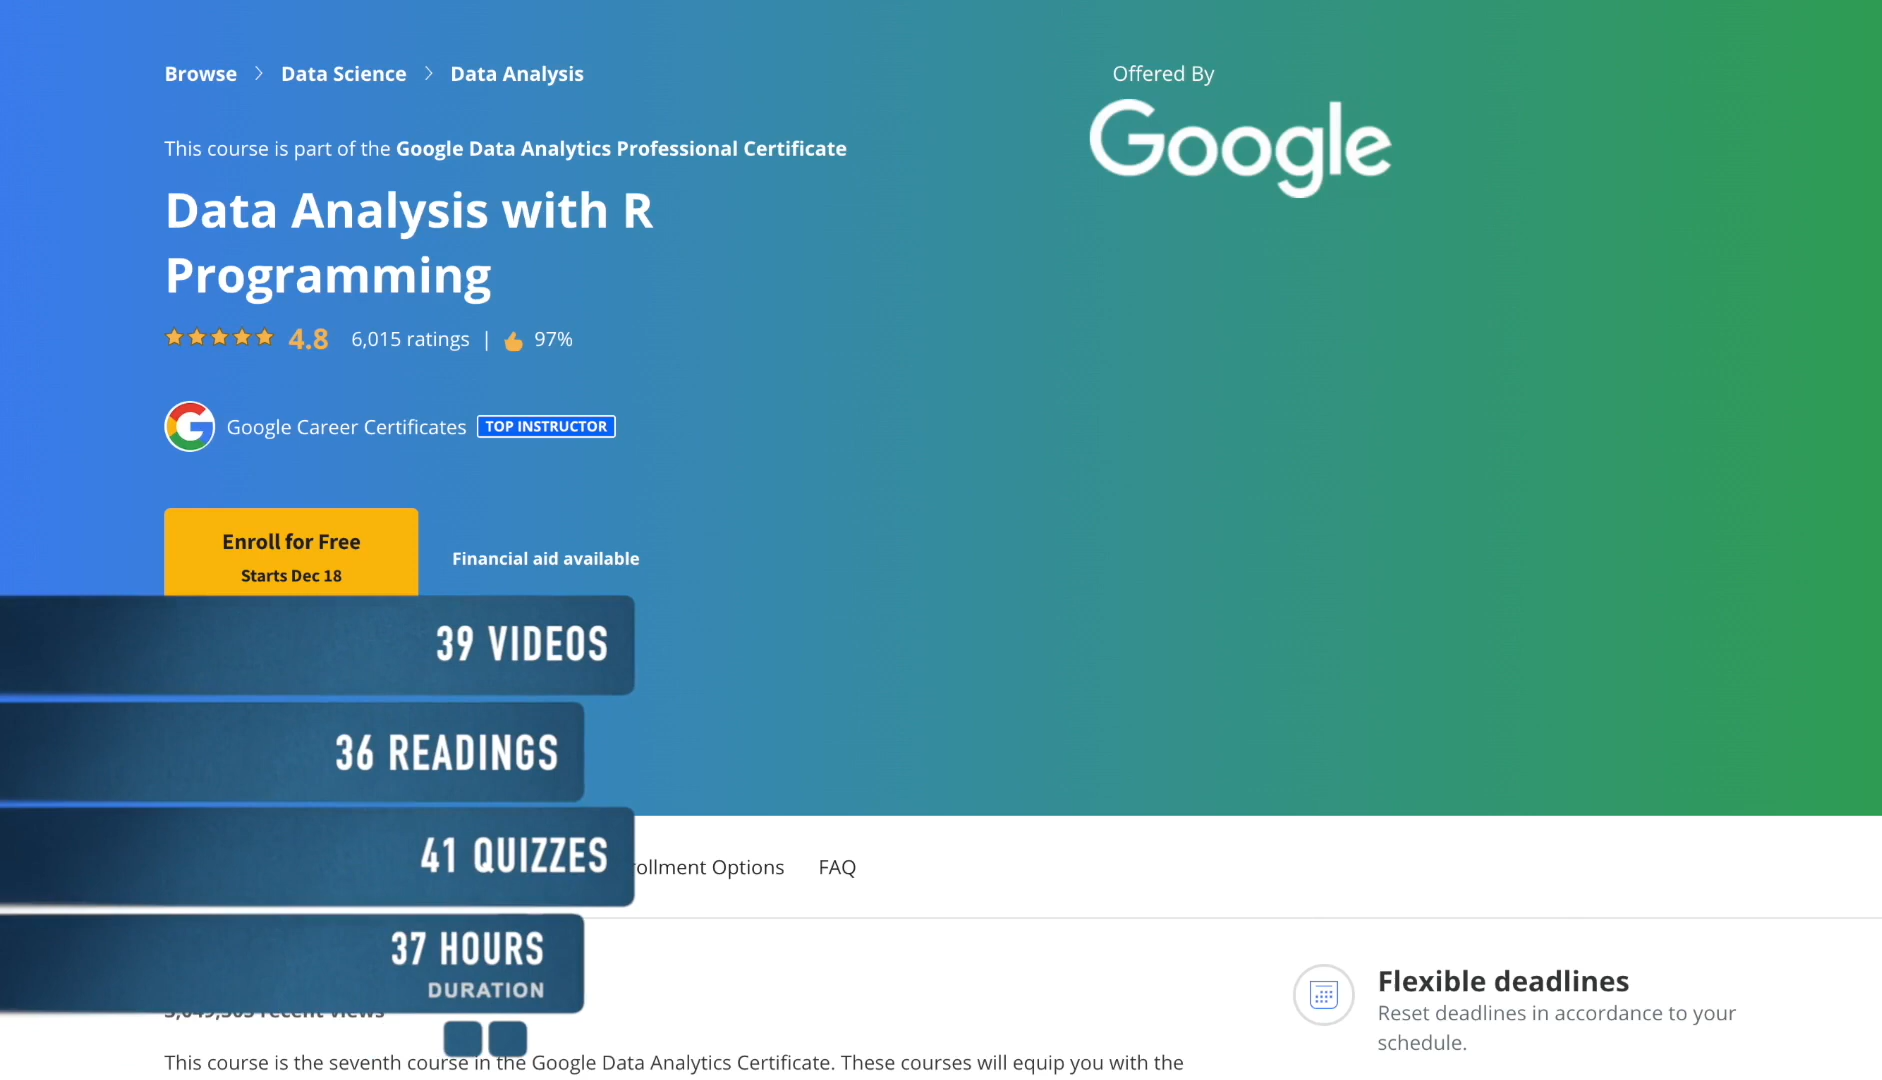 Browse > Data Science > Data Analysis
Offered By
Google
This course is part of the Google Data Analytics Professional Certificate
Data Analysis with R
Programming
4.8 6,015 ratings | 97%
Google Career Certificates TOP INSTRUCTOR
Enroll for Free
Starts Dec 18
Financial aid available
39 VIDEOS
36 READINGS
41 QUIZZES
ollment Options FAQ
37 HOURS
DURATION
recent views
Flexible deadlines
Reset deadlines in accordance to your
schedule.
This course is the seventh course in the Google Data Analytics Certificate. These courses will equip you with the